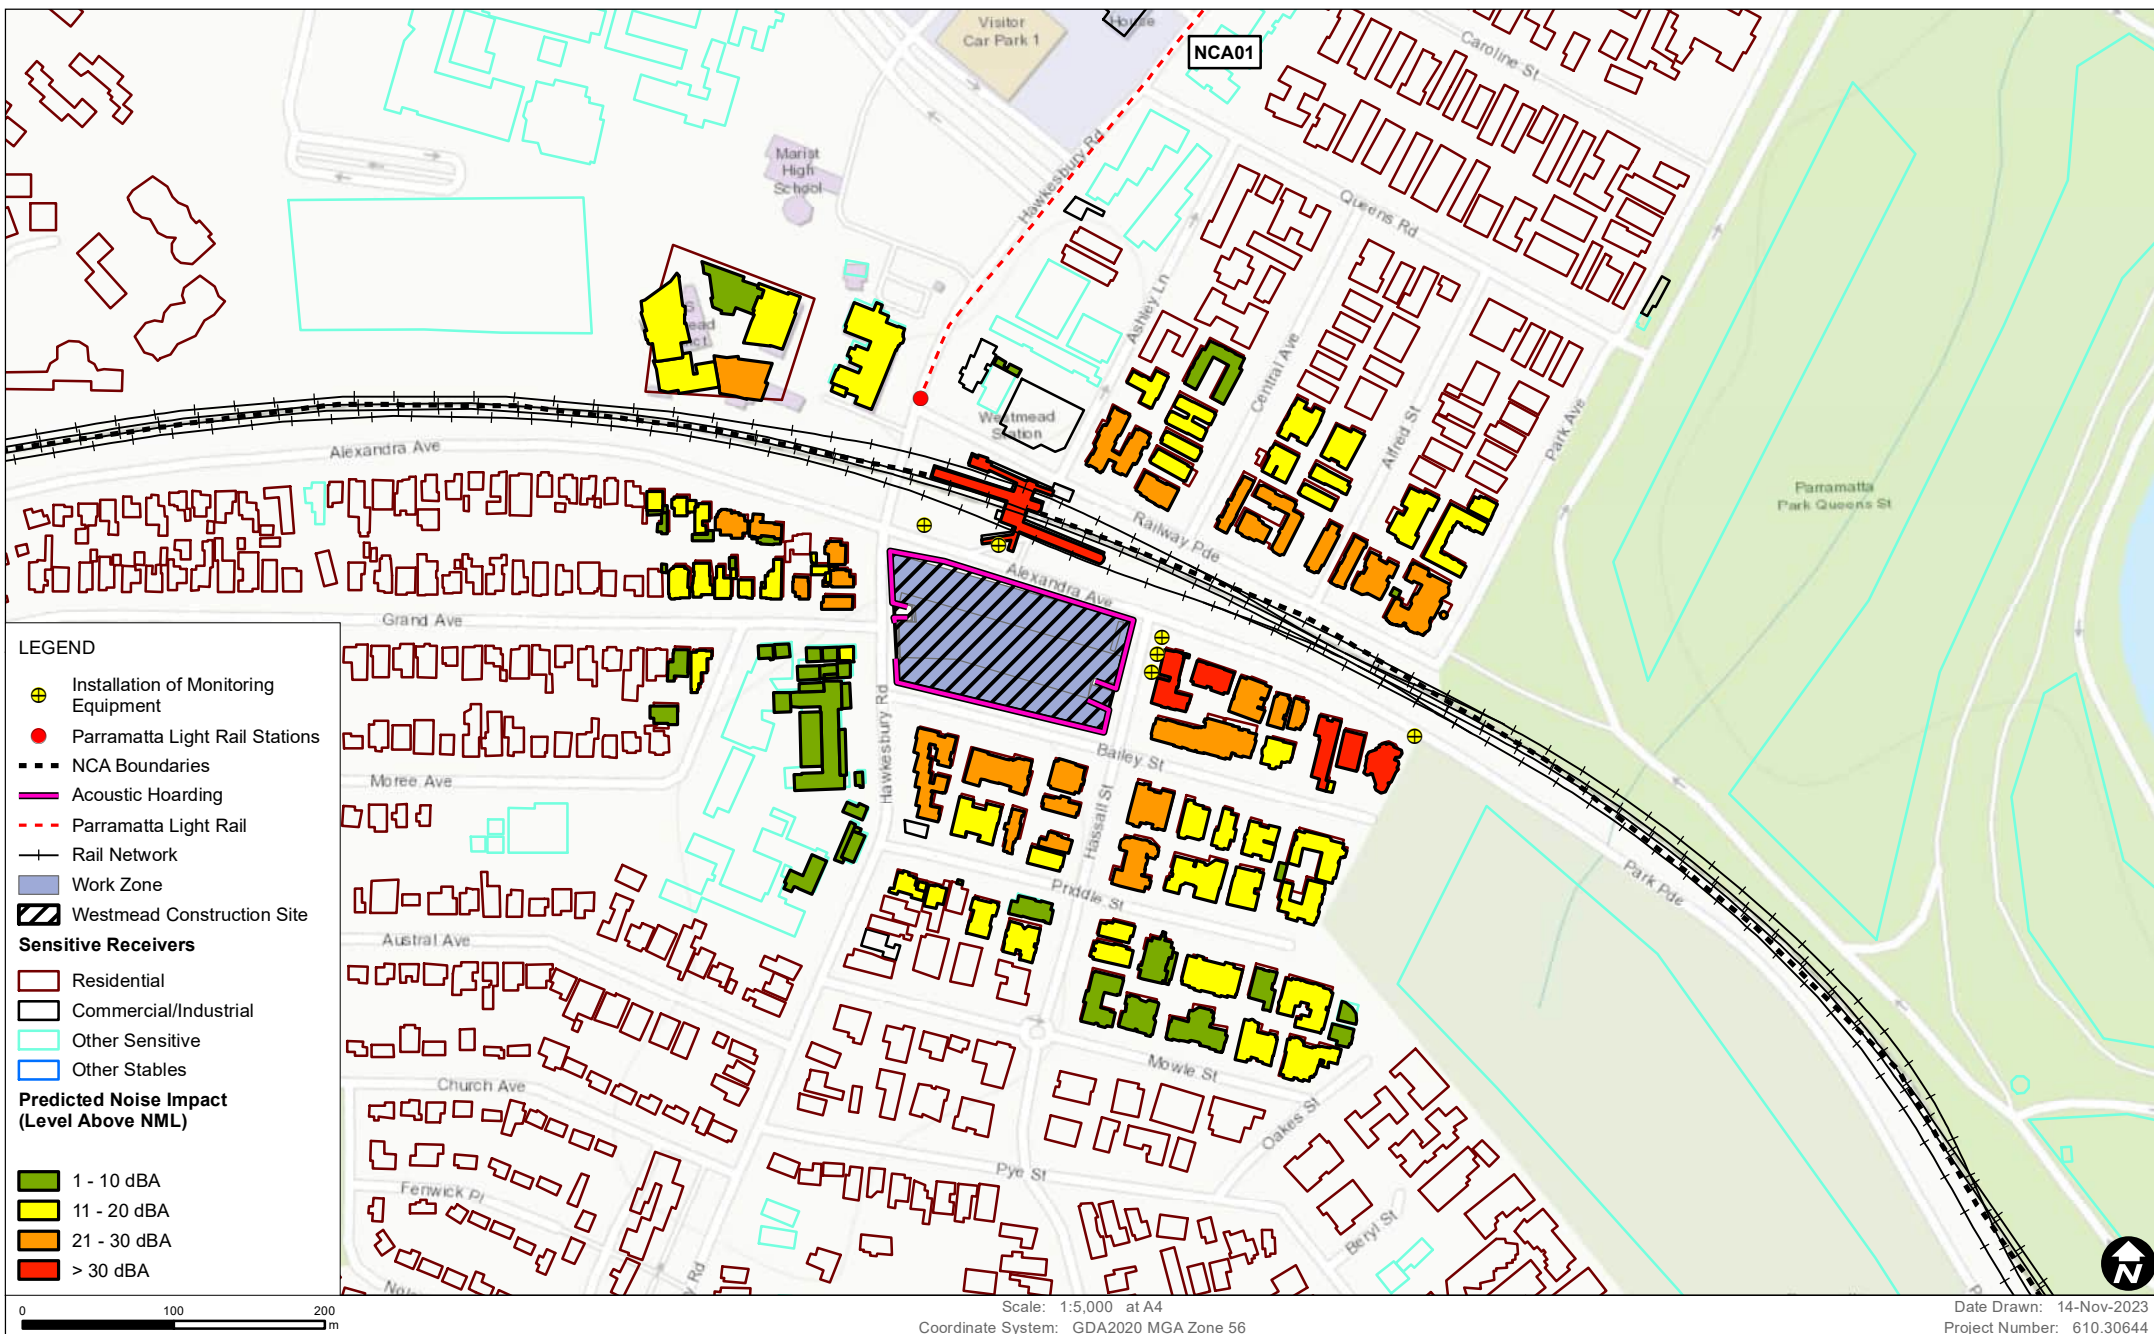 Visitor
Car Park 1
House
NCA01
Caroline St
Marist
High
School
Hawkesbury Rd
Queens Rd
Ashley Ln
Central Ave
Alfred St
Park Ave
Westmead
Station
Parramatta
Park Queens St
Alexandra Ave
Railway Pde
Alexandra Ave
Grand Ave
Hawkesbury Rd
Bailey St
Moree Ave
Hassall St
Priddle St
Park Pde
Austral Ave
Mowle St
Church Ave
Oakes St
Pye St
Fenwick Pl
Beryl St
y Rd
LEGEND
Installation of Monitoring
Equipment
Parramatta Light Rail Stations
NCA Boundaries
Acoustic Hoarding
Parramatta Light Rail
Rail Network
Work Zone
Westmead Construction Site
Sensitive Receivers
Residential
Commercial/Industrial
Other Sensitive
Other Stables
Predicted Noise Impact
(Level Above NML)
1 - 10 dBA
11 - 20 dBA
21 - 30 dBA
> 30 dBA
N
0 100 200
m
Scale: 1:5,000 at A4
Coordinate System: GDA2020 MGA Zone 56
Date Drawn: 14-Nov-2023
Project Number: 610.30644